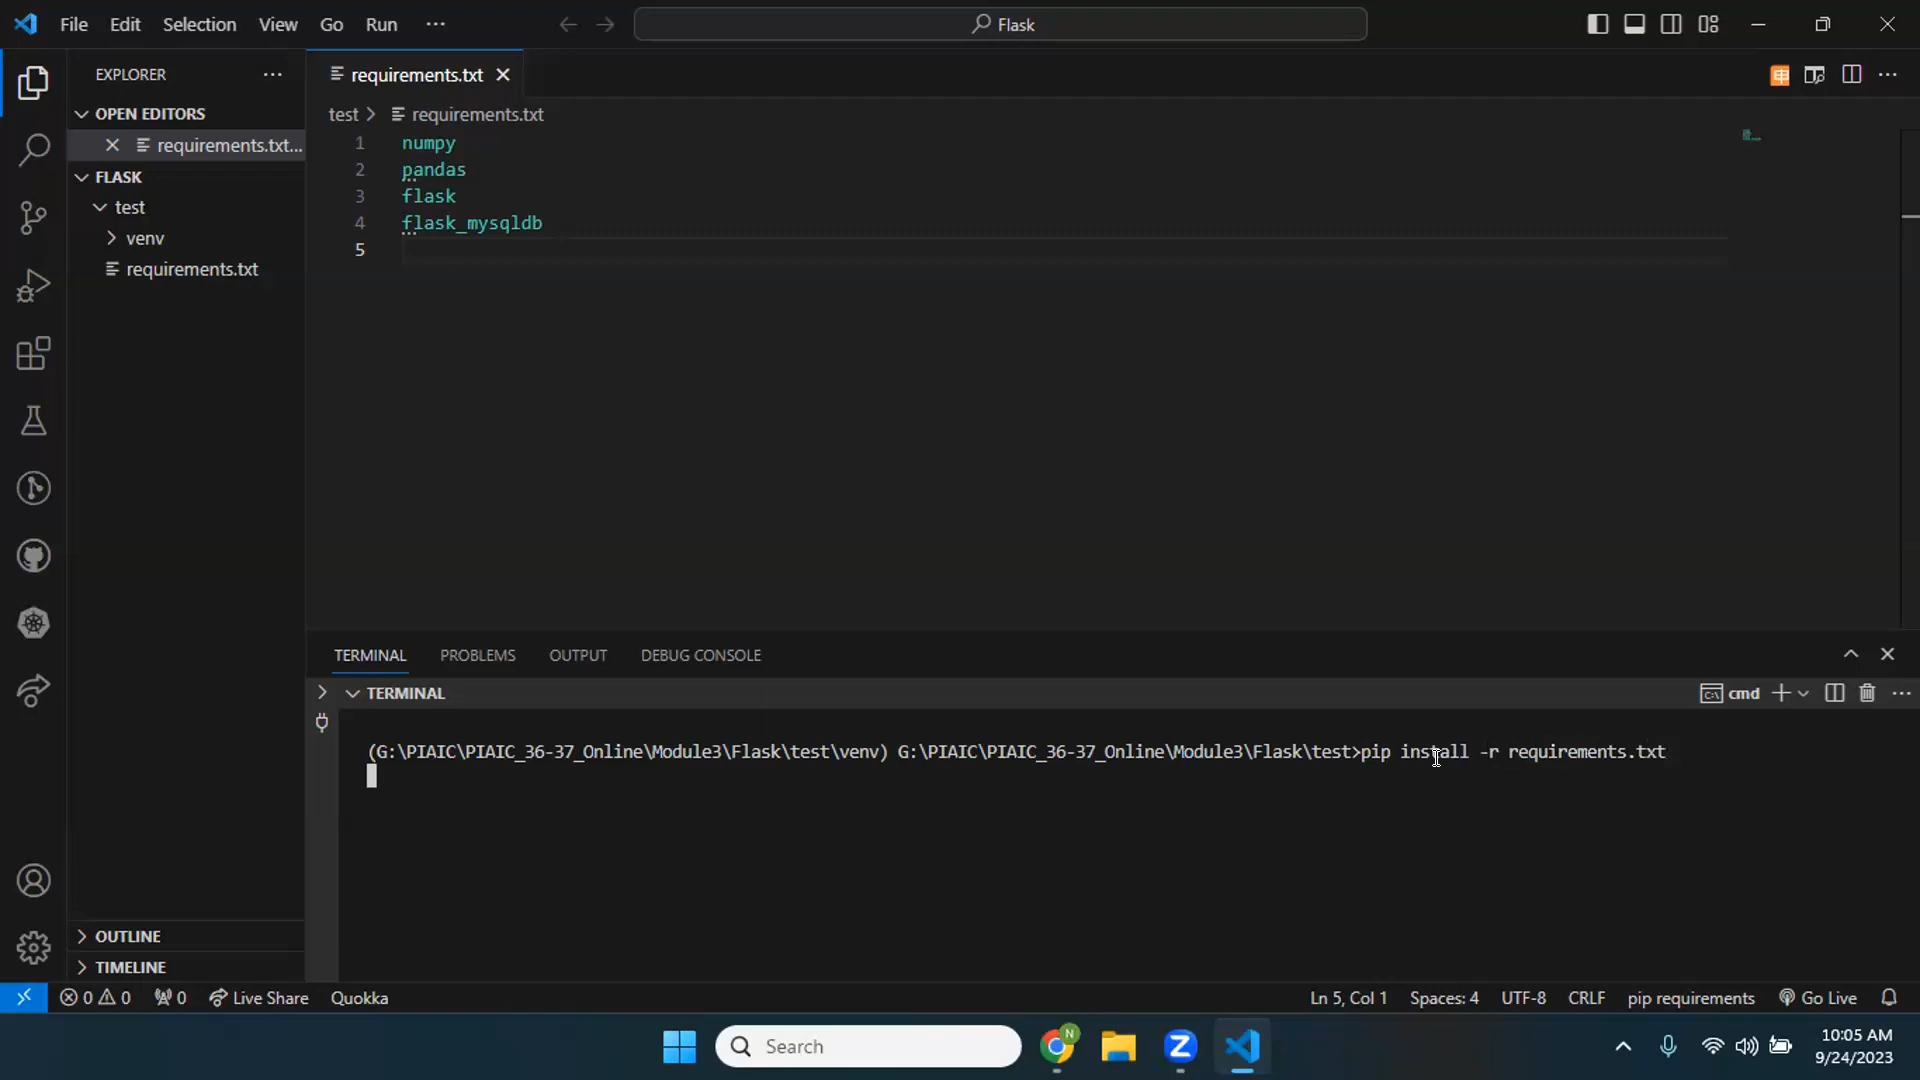 File Edit Selection View Go Run ...
Flask
EXPLORER
OPEN EDITORS
requirements.txt...
FLASK
test
venv
requirements.txt
OUTLINE
TIMELINE
requirements.txt
test > requirements.txt
1 numpy
2 pandas
3 flask
4 flask_mysqldb
5
TERMINAL PROBLEMS OUTPUT DEBUG CONSOLE
TERMINAL
cmd
(G:\PIAIC\PIAIC_36-37_Online\Module3\Flask\test\venv) G:\PIAIC\PIAIC_36-37_Online\Module3\Flask\test>pip install -r requirements.txt
0 0 0 Live Share Quokka
Ln 5, Col 1 Spaces: 4 UTF-8 CRLF pip requirements Go Live
Search
N
Z
10:05 AM
9/24/2023